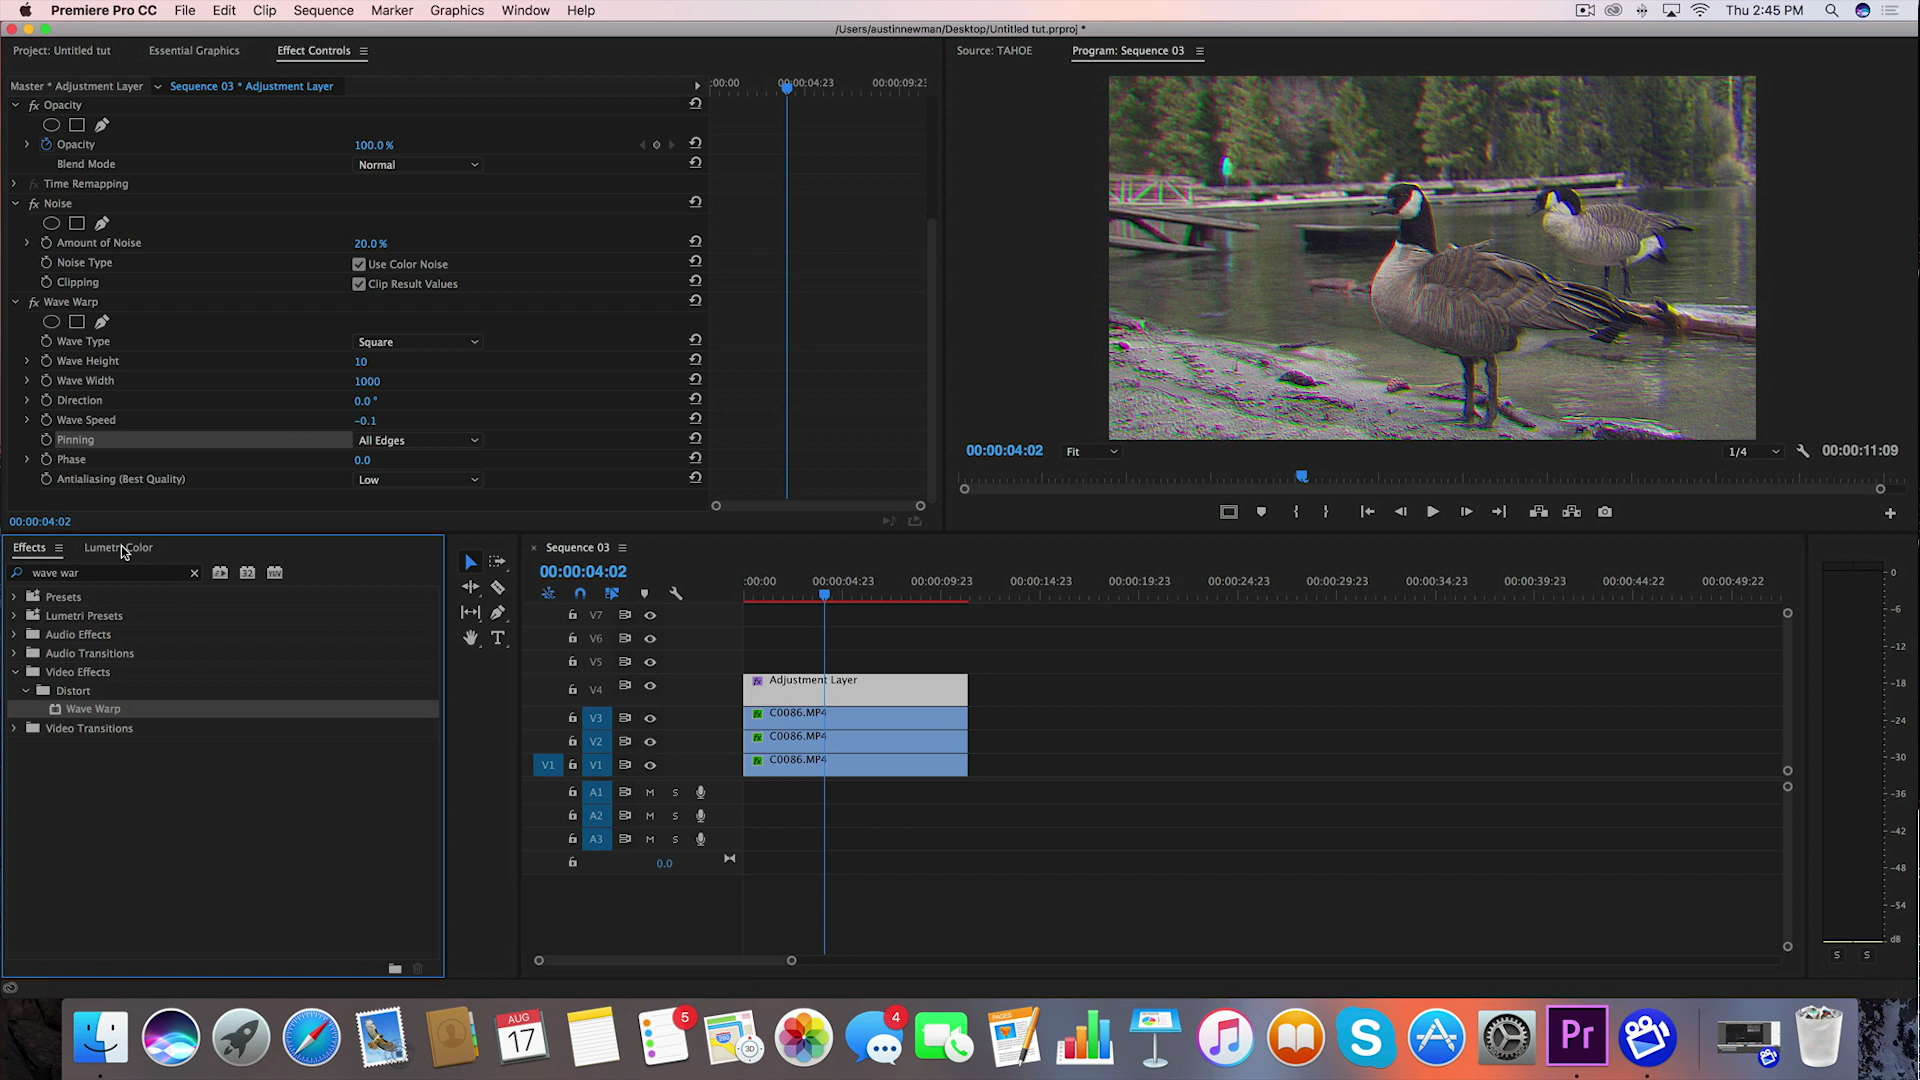 Premiere Pro CC File Edit Clip Sequence Marker Graphics Window Help Thu 2:45 PM
/Users/austinnewman/Desktop/Untitled tut.prproj *
Project: Untitled tut Essential Graphics Effect Controls
Source: TAHOE Program: Sequence 03
Master * Adjustment Layer Sequence 03 * Adjustment Layer
:00:00 00:00:04:23 00:00:09:23
fx Opacity
Opacity 100.0 %
Blend Mode Normal
fx Time Remapping
fx Noise
Amount of Noise 20.0 %
Noise Type Use Color Noise
Clipping Clip Result Values
fx Wave Warp
Wave Type Square
Wave Height 10
Wave Width 1000
Direction 0.0 °
Wave Speed -0.1
Pinning All Edges
Phase 0.0
Antialiasing (Best Quality) Low
00:00:04:02
00:00:04:02 Fit 1/4 00:00:11:09
Effects Lumetri Color
wave war
32 YUV
Presets
Lumetri Presets
Audio Effects
Audio Transitions
Video Effects
Distort
Wave Warp
Video Transitions
Sequence 03
00:00:04:02
:00:00 00:00:04:23 00:00:09:23 00:00:14:23 00:00:19:23 00:00:24:23 00:00:29:23 00:00:34:23 00:00:39:23 00:00:44:22 00:00:49:22
V7
V6
V5
V4 fx Adjustment Layer
V3 fx C0086.MP4
V2 fx C0086.MP4
V1 V1 fx C0086.MP4
A1 M S
A2 M S
A3 M S
0.0
0
-6
-12
-18
-24
-30
-36
-42
-48
-54
dB
S S
AUG
17
5
280
3D
4
PAGES
S
Pr